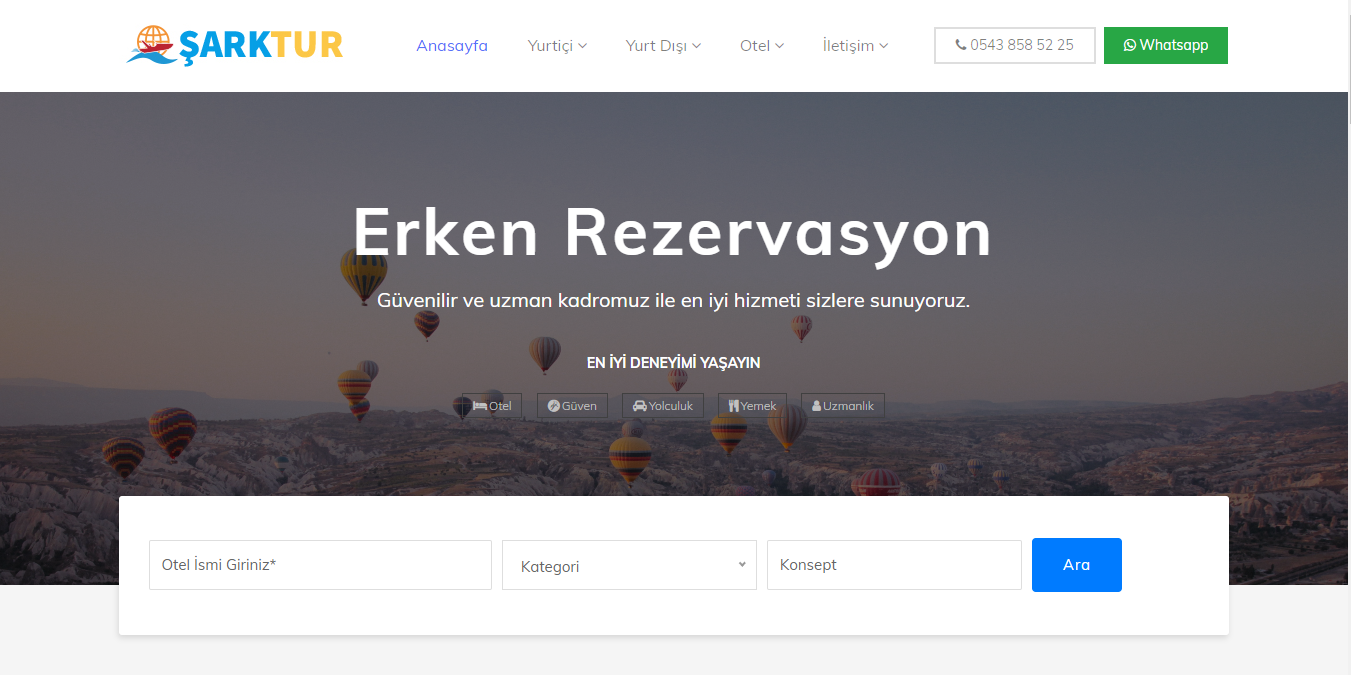 ŞARKTUR
Anasayfa Yurtiçi Yurt Dışı Otel İletişim 0543 858 52 25 Whatsapp
Erken Rezervasyon
Güvenilir ve uzman kadromuz ile en iyi hizmeti sizlere sunuyoruz.
EN İYİ DENEYİMİ YAŞAYIN
Otel Güven Yolculuk Yemek Uzmanlık
Otel İsmi Giriniz* Kategori Konsept Ara